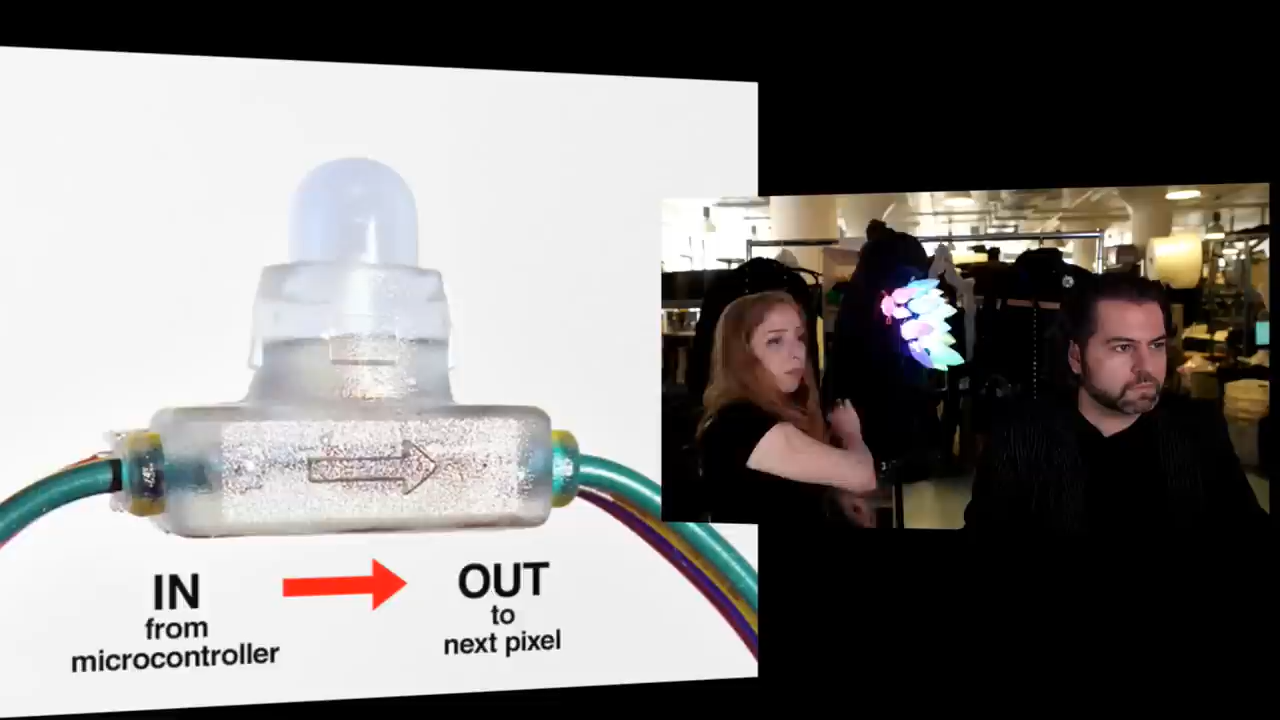 IN
from
microcontroller
OUT
to
next pixel